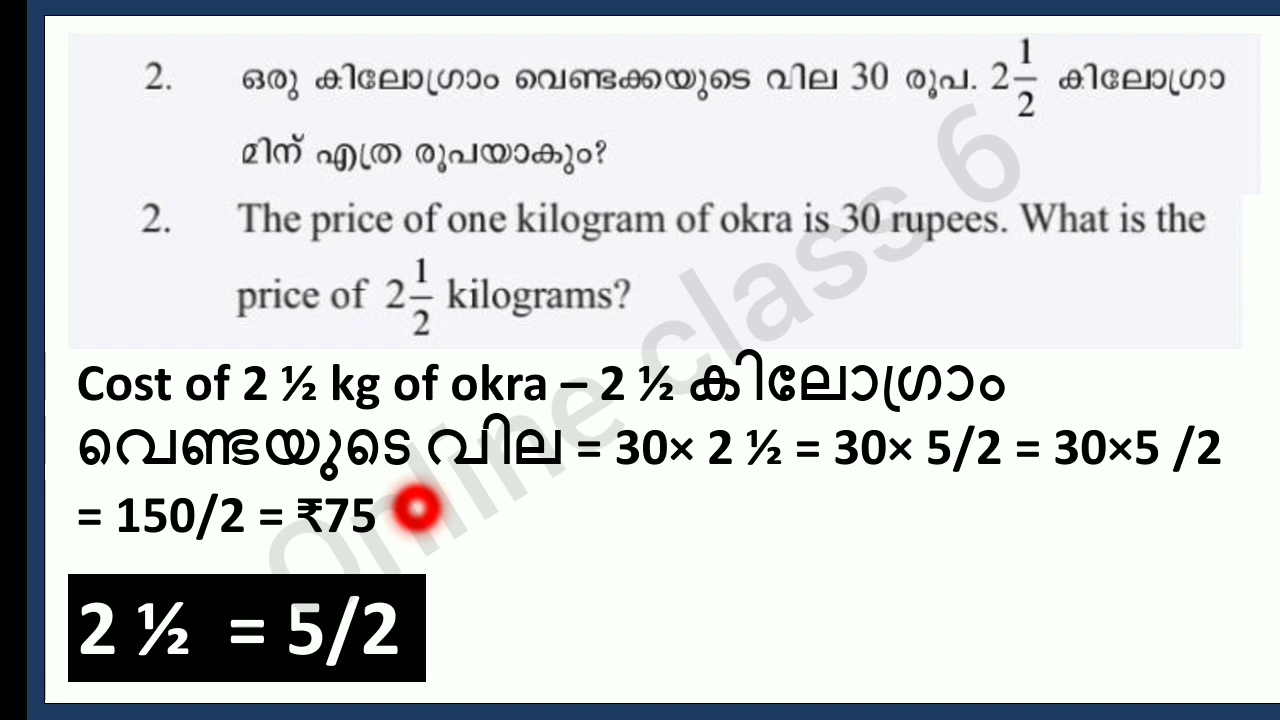 2. ഒരു കിലോഗ്രാം വെണ്ടക്കയുടെ വില 30 രൂപ. 2 1/2 കിലോഗ്രാ
മിന് എത്ര രൂപയാകും?
2. The price of one kilogram of okra is 30 rupees. What is the
price of 2 1/2 kilograms?
Cost of 2 ½ kg of okra – 2 ½ കിലോഗ്രാം
വെണ്ടയുടെ വില = 30× 2 ½ = 30× 5/2 = 30×5 /2
= 150/2 = ₹75
2 ½ = 5/2
Online class 6